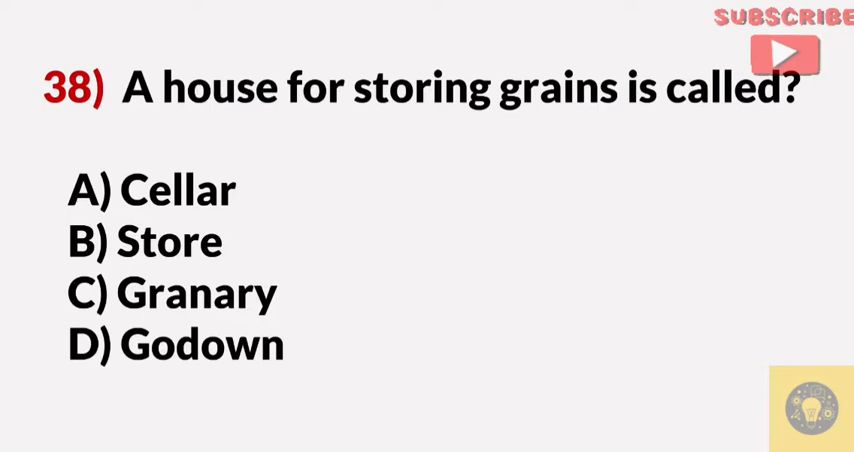 SUBSCRIBE
38) A house for storing grains is called?
A) Cellar
B) Store
C) Granary
D) Godown